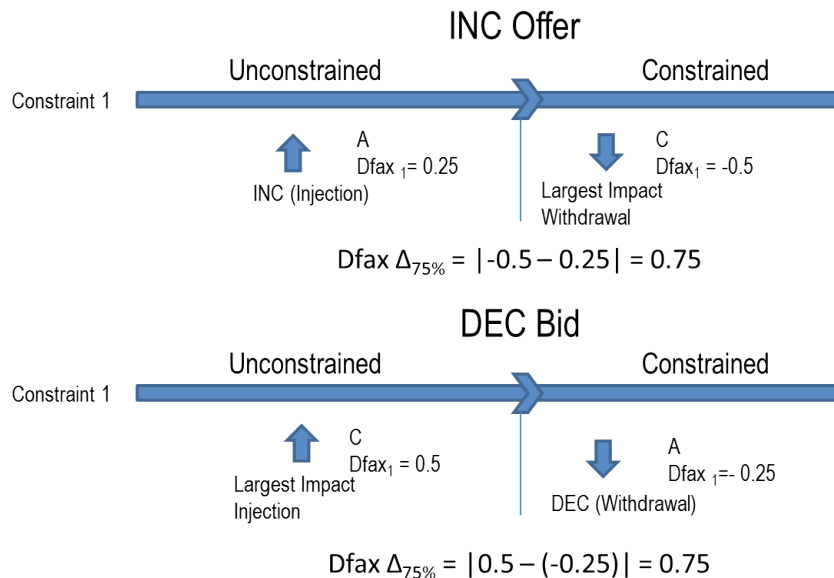 INC Offer
Unconstrained
Constrained
Constraint 1
A
Dfax ₁= 0.25
INC (Injection)
C
Dfax₁ = -0.5
Largest Impact
Withdrawal
Dfax Δ₇₅% = |-0.5 – 0.25| = 0.75
DEC Bid
Unconstrained
Constrained
Constraint 1
C
Dfax₁ = 0.5
Largest Impact
Injection
A
Dfax ₁=- 0.25
DEC (Withdrawal)
Dfax Δ₇₅% = |0.5 – (-0.25)| = 0.75